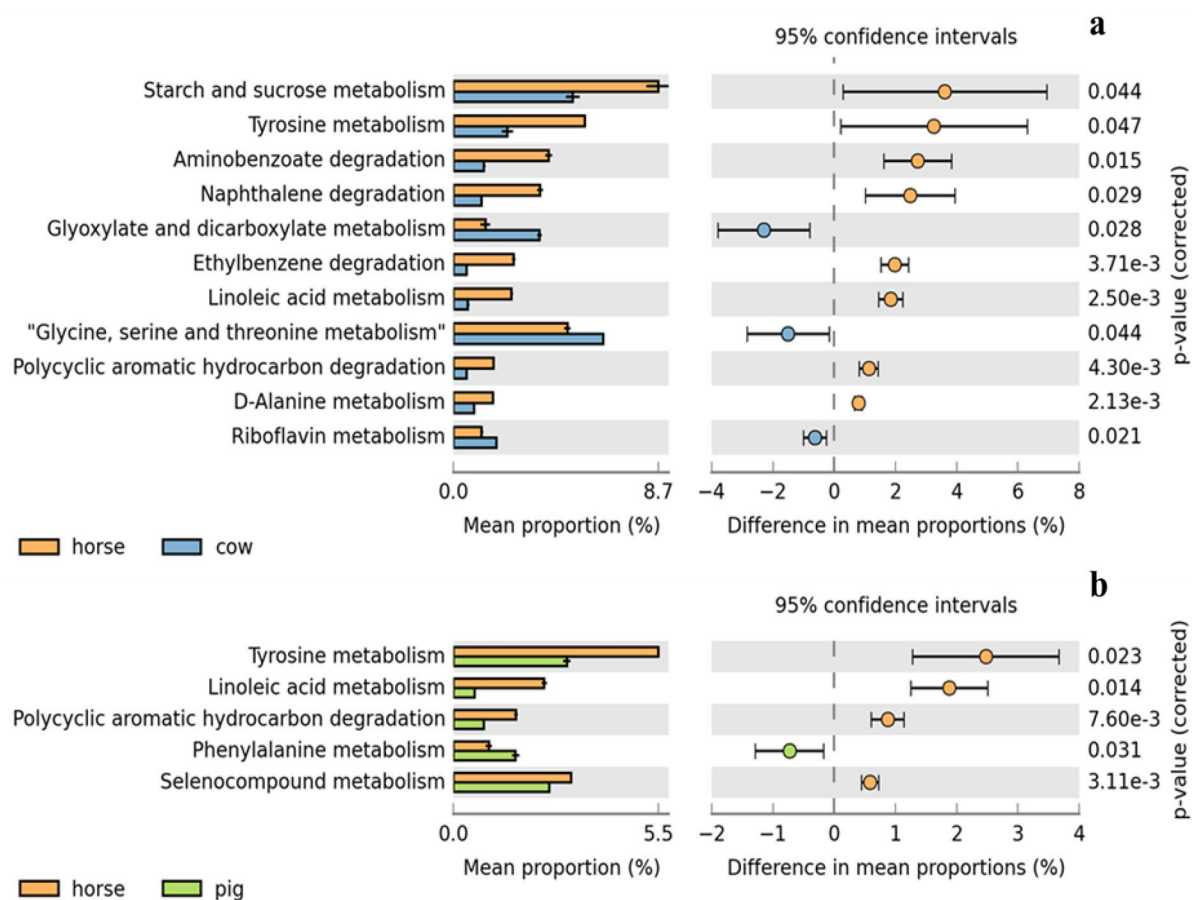 a
95% confidence intervals
Starch and sucrose metabolism 0.044
Tyrosine metabolism 0.047
Aminobenzoate degradation 0.015
Naphthalene degradation 0.029
Glyoxylate and dicarboxylate metabolism 0.028
Ethylbenzene degradation 3.71e-3
Linoleic acid metabolism 2.50e-3
"Glycine, serine and threonine metabolism" 0.044
Polycyclic aromatic hydrocarbon degradation 4.30e-3
D-Alanine metabolism 2.13e-3
Riboflavin metabolism 0.021
p-value (corrected)
0.0 8.7 −4 −2 0 2 4 6 8
Mean proportion (%) Difference in mean proportions (%)
horse cow
b
95% confidence intervals
Tyrosine metabolism 0.023
Linoleic acid metabolism 0.014
Polycyclic aromatic hydrocarbon degradation 7.60e-3
Phenylalanine metabolism 0.031
Selenocompound metabolism 3.11e-3
p-value (corrected)
0.0 5.5 −2 −1 0 1 2 3 4
Mean proportion (%) Difference in mean proportions (%)
horse pig